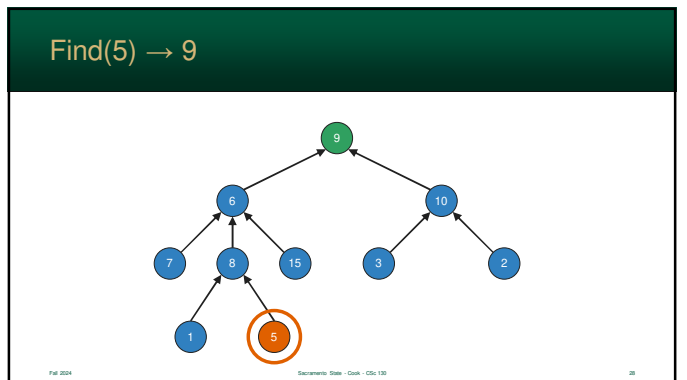 Find(5) → 9
9
6 10
7 8 15 3 2
1 5
Fall 2024 Sacramento State - Cook - CSc 130 28